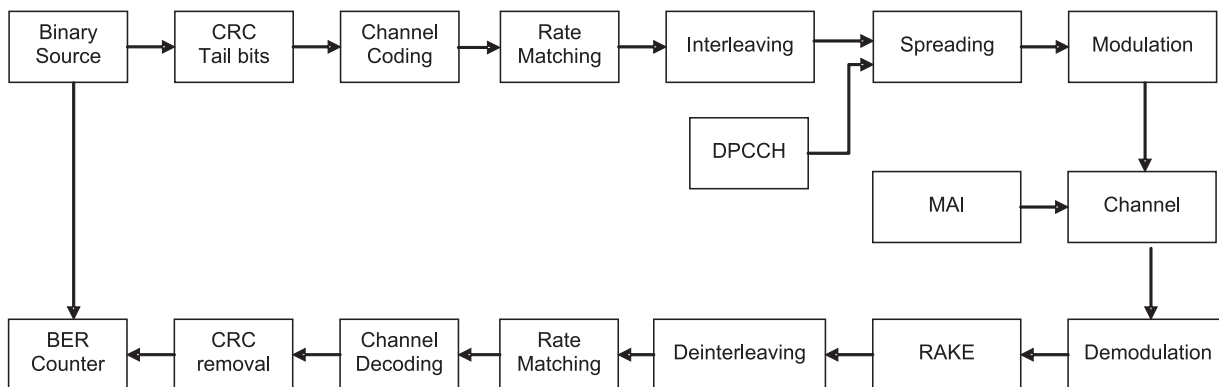 Binary
Source
CRC
Tail bits
Channel
Coding
Rate
Matching
Interleaving
Spreading
Modulation
DPCCH
MAI
Channel
BER
Counter
CRC
removal
Channel
Decoding
Rate
Matching
Deinterleaving
RAKE
Demodulation